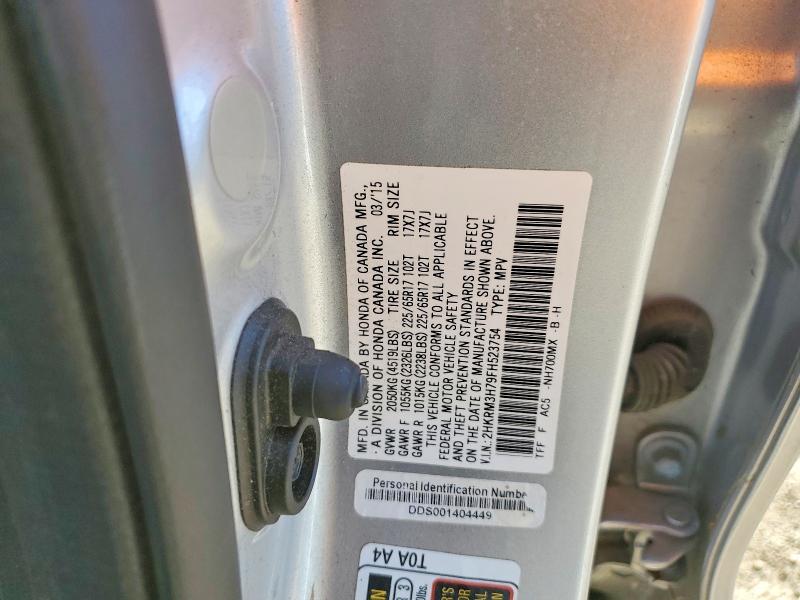 MFD. IN CANADA BY HONDA OF CANADA MFG.,
A DIVISION OF HONDA CANADA INC. 03/'15
GVWR 2050KG(4519LBS) TIRE SIZE RIM SIZE
GAWR F 1055KG(2326LBS) 225/65R17 102T 17X7J
GAWR R 1015KG(2238LBS) 225/65R17 102T 17X7J
THIS VEHICLE CONFORMS TO ALL APPLICABLE
FEDERAL MOTOR VEHICLE SAFETY
AND THEFT PREVENTION STANDARDS IN EFFECT
ON THE DATE OF MANUFACTURE SHOWN ABOVE.
V.I.N.: 2HKRM3H79FH523754 TYPE: MPV
TFF F AC5 -NH700MX -B-H
Personal Identification Numbe
DDS001404449
T0A A4